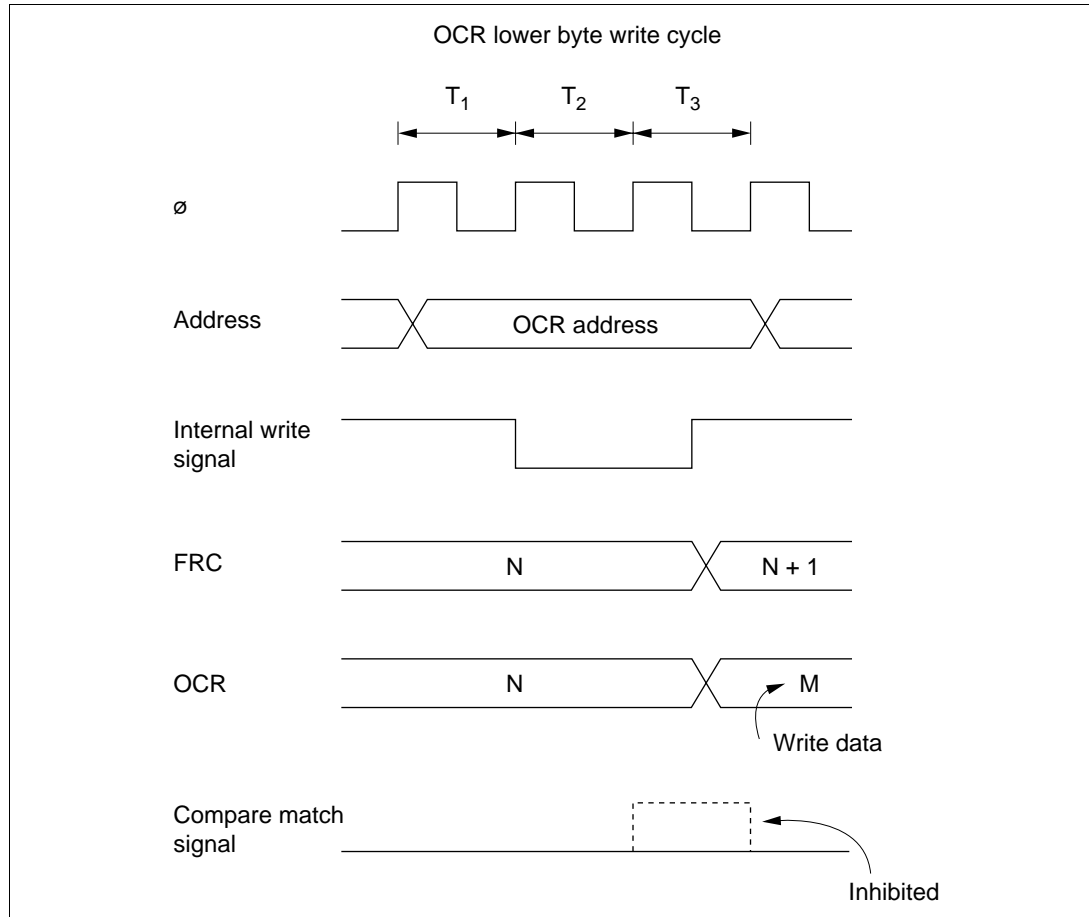 OCR lower byte write cycle
T1 T2 T3
ø
Address
OCR address
Internal write
signal
FRC
N
N + 1
OCR
N
M
Write data
Compare match
signal
Inhibited